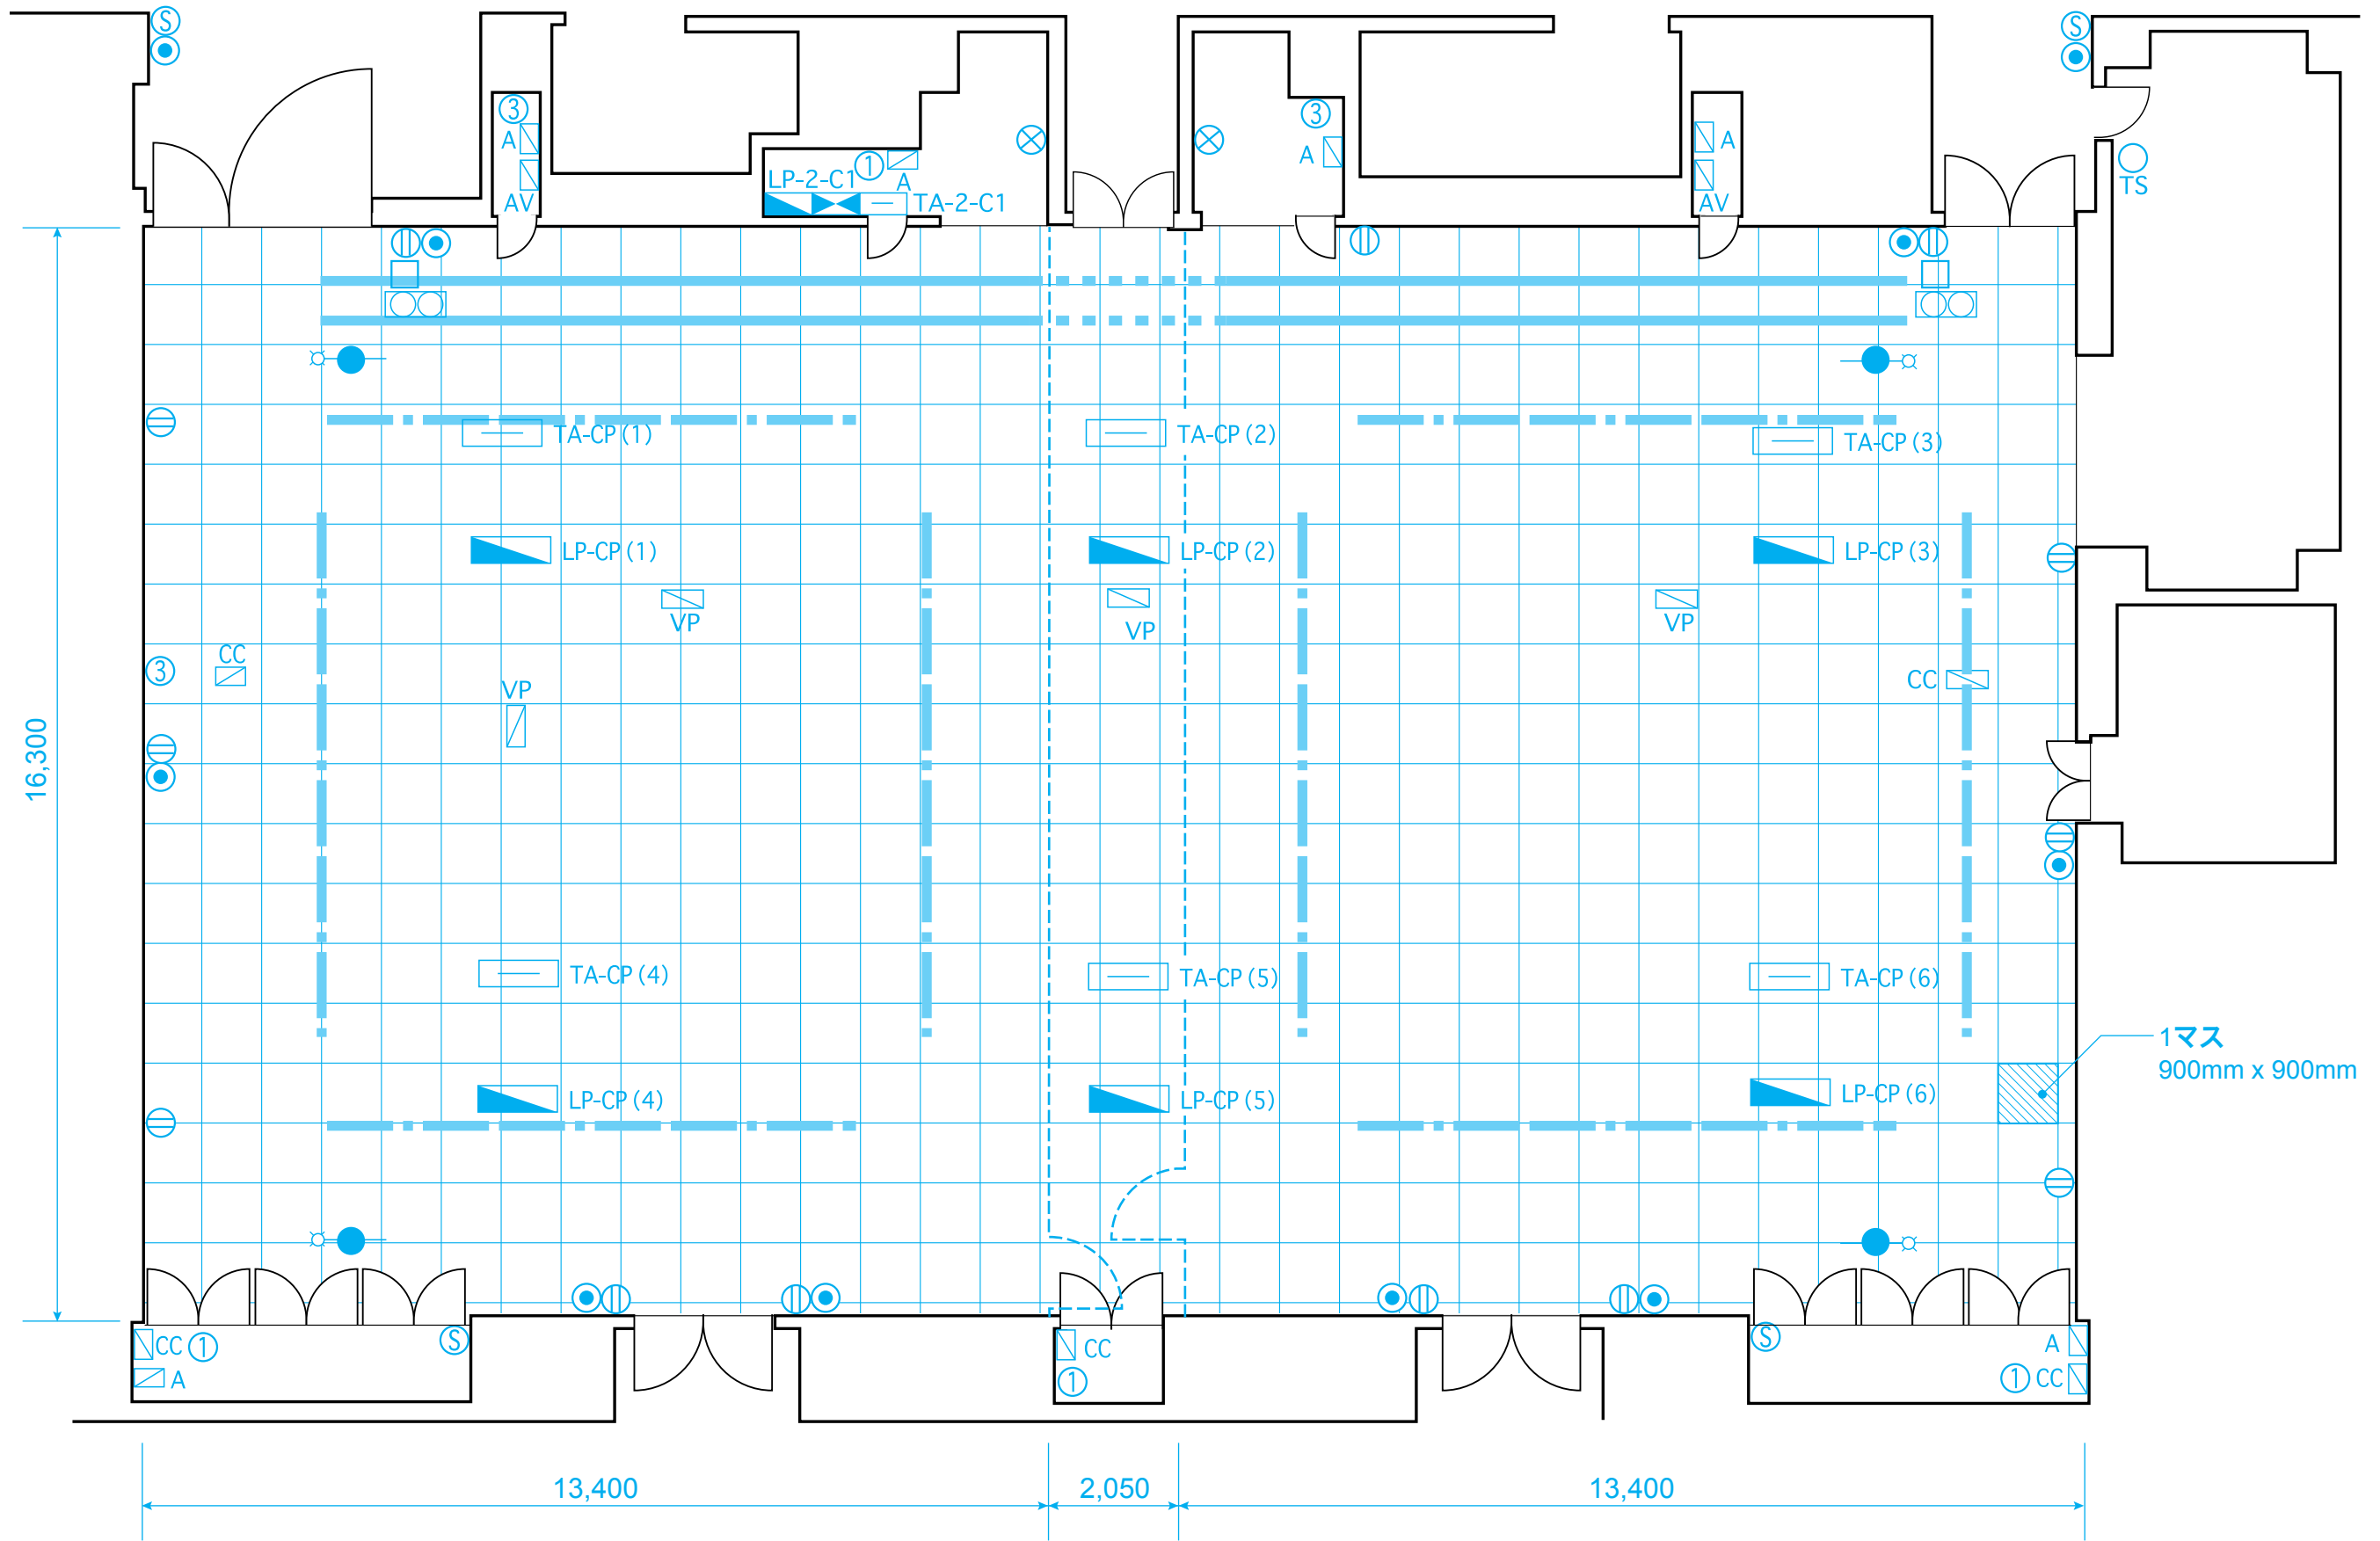 S
S
3
A
AV
1
A
LP-2-C1
TA-2-C1
3
A
A
AV
TS
TA-CP(1)
TA-CP(2)
TA-CP(3)
LP-CP(1)
LP-CP(2)
LP-CP(3)
VP
VP
VP
CC
3
CC
VP
16,300
TA-CP(4)
TA-CP(5)
TA-CP(6)
1マス
900mm x 900mm
LP-CP(4)
LP-CP(5)
LP-CP(6)
CC 1
S
A
CC
1
S
A
1 CC
13,400
2,050
13,400